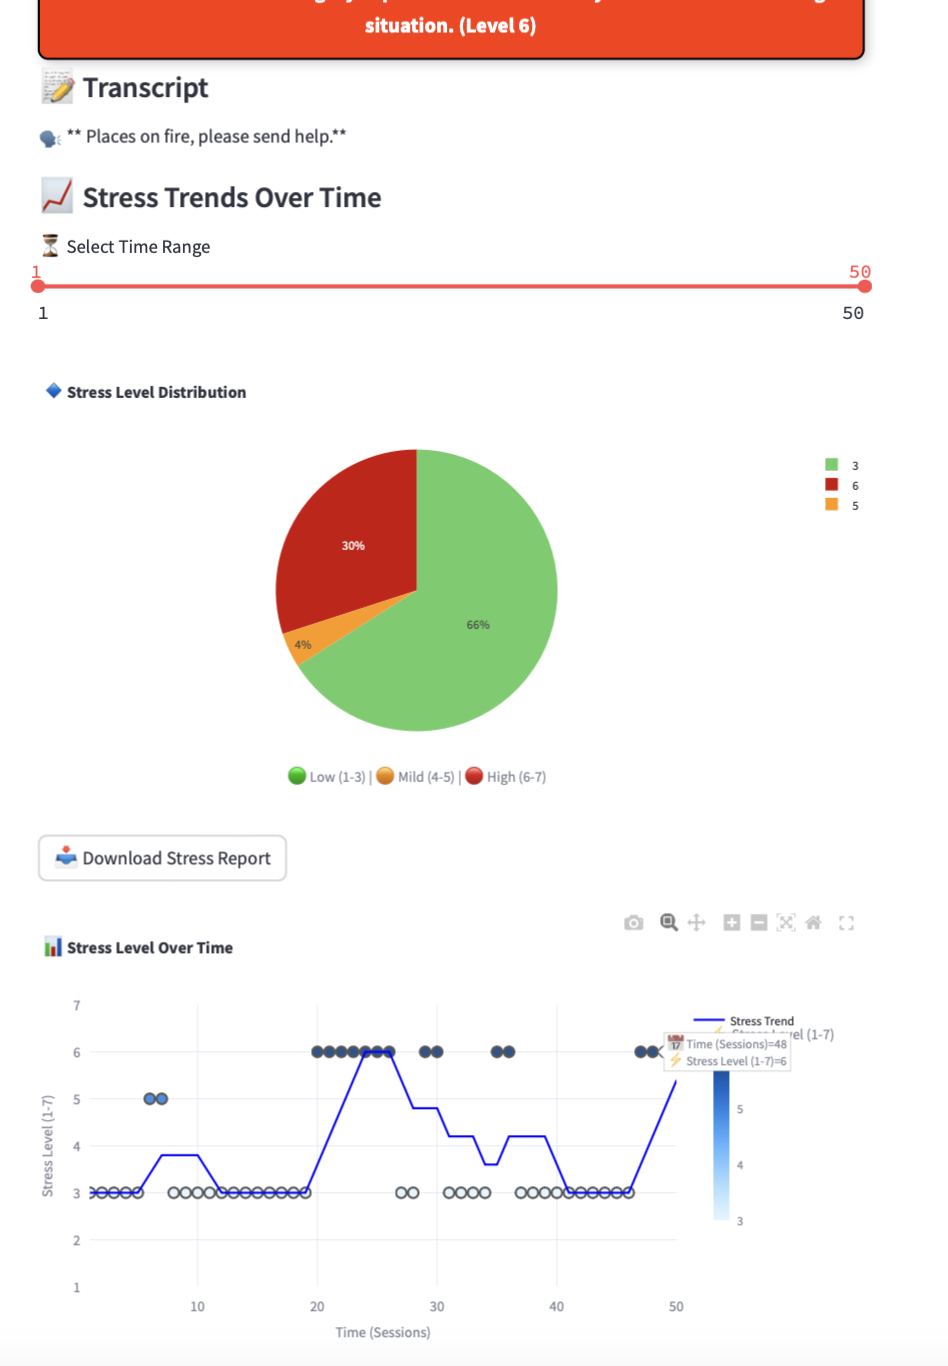 situation. (Level 6)
Transcript
** Places on fire, please send help.**
Stress Trends Over Time
Select Time Range
1 50
1 50
Stress Level Distribution
3
6
5
30%
66%
4%
Low (1-3) | Mild (4-5) | High (6-7)
Download Stress Report
Stress Level Over Time
7
6
5
4
3
2
1
Stress Level (1-7)
10 20 30 40 50
Time (Sessions)
Stress Trend
Stress Level (1-7)
Time (Sessions)=48
Stress Level (1-7)=6
5
4
3